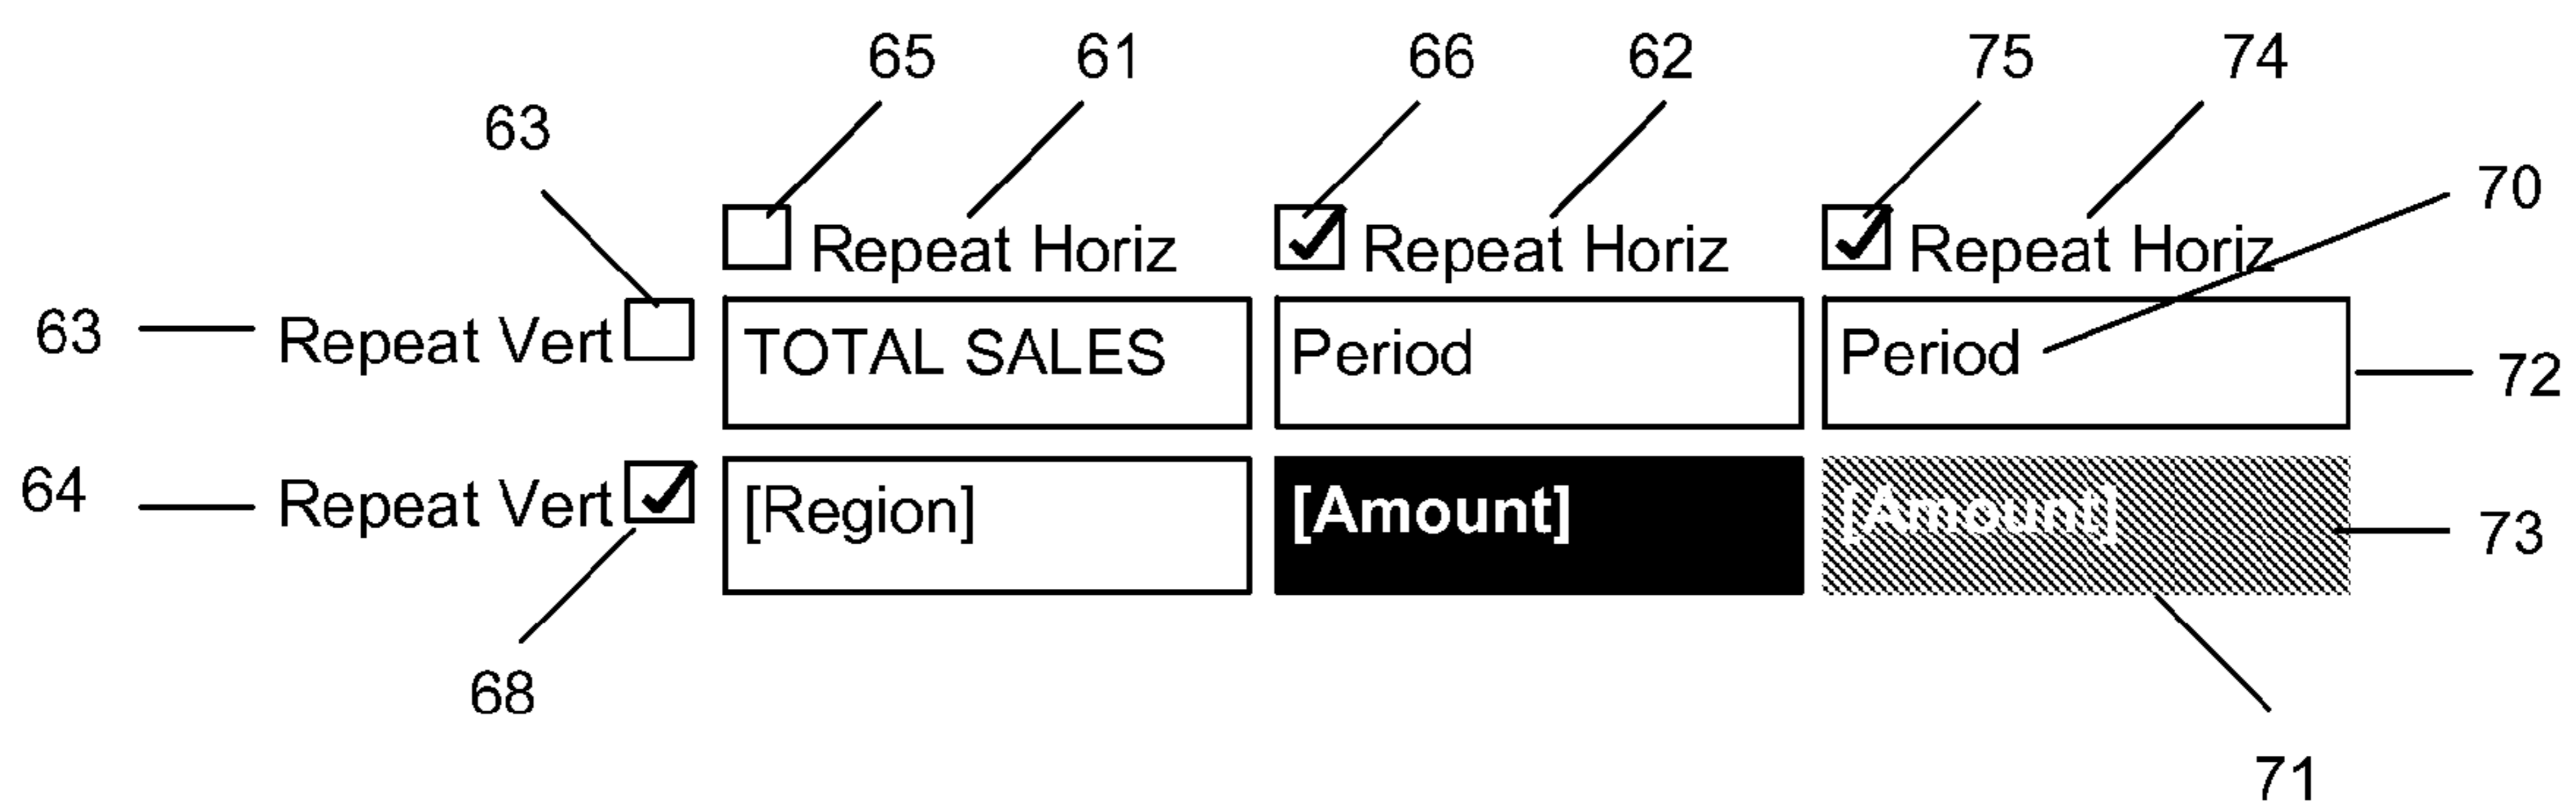 65 61 66 62 75 74
63
70
Repeat Horiz Repeat Horiz Repeat Horiz
63 Repeat Vert TOTAL SALES Period Period
72
64 Repeat Vert [Region] [Amount] [Amount]
73
68
71